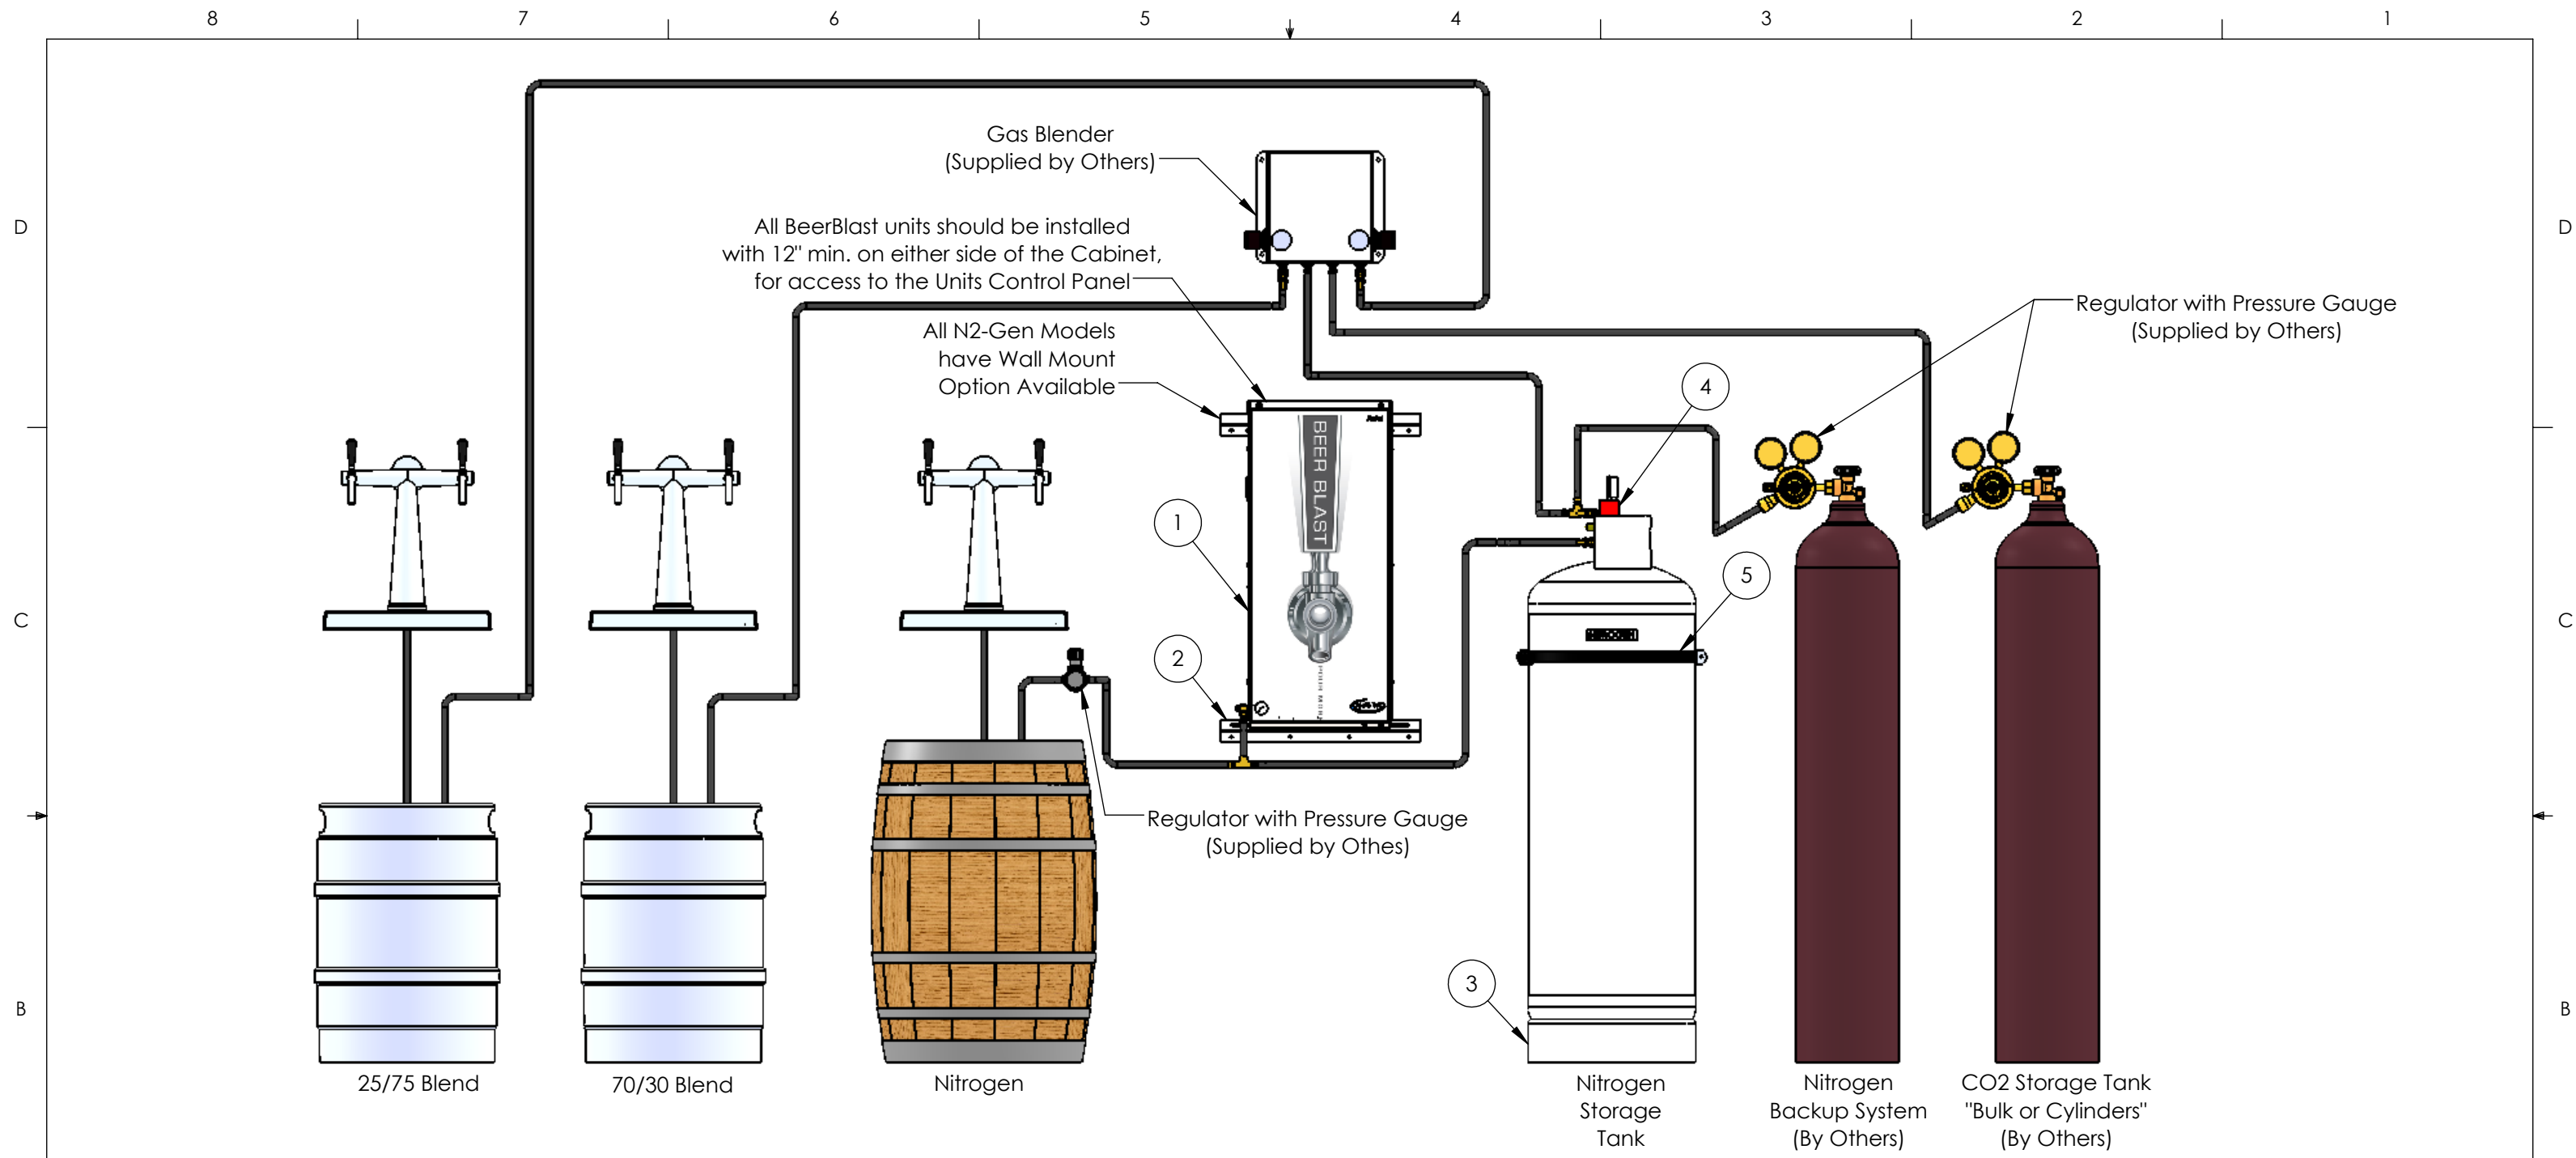 8 7 6 5 4 3 2 1
Gas Blender
(Supplied by Others)
D
D
All BeerBlast units should be installed
with 12" min. on either side of the Cabinet,
for access to the Units Control Panel
Regulator with Pressure Gauge
(Supplied by Others)
All N2-Gen Models
have Wall Mount
Option Available
4
BEER BLAST
1
5
C
C
2
Regulator with Pressure Gauge
(Supplied by Othes)
3
B
B
25/75 Blend
70/30 Blend
Nitrogen
Nitrogen
Storage
Tank
Nitrogen
Backup System
(By Others)
CO2 Storage Tank
"Bulk or Cylinders"
(By Others)